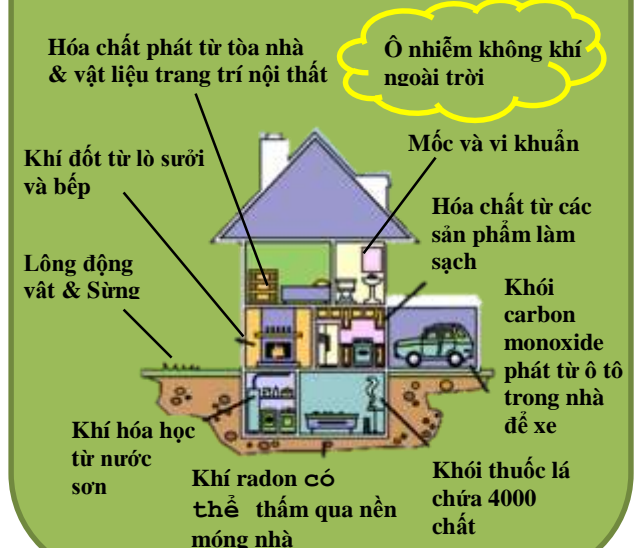 Hóa chất phát từ tòa nhà
& vật liệu trang trí nội thất
Ô nhiễm không khí
ngoài trời
Mốc và vi khuẩn
Khí đốt từ lò sưởi
và bếp
Hóa chất từ các
sản phẩm làm
sạch
Lông động
vật & Sừng
Khói
carbon
monoxide
phát từ ô tô
trong nhà
để xe
Khí hóa học
từ nước
sơn
Khí radon có
thể thấm qua nền
móng nhà
Khói thuốc lá
chứa 4000
chất